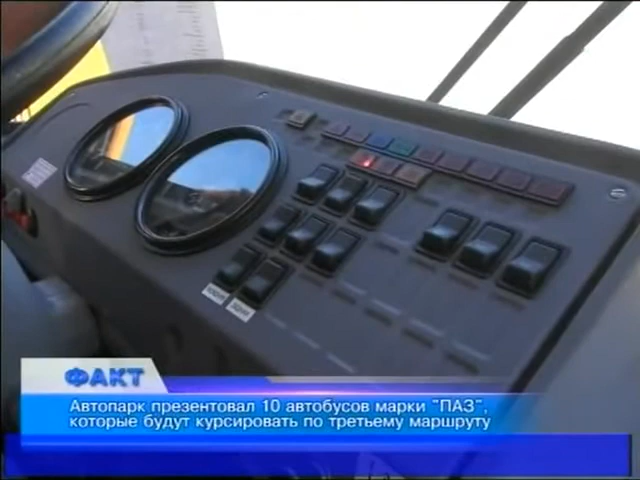 ФАКТ
Автопарк презентовал 10 автобусов марки "ПАЗ",
которые будут курсировать по третьему маршруту